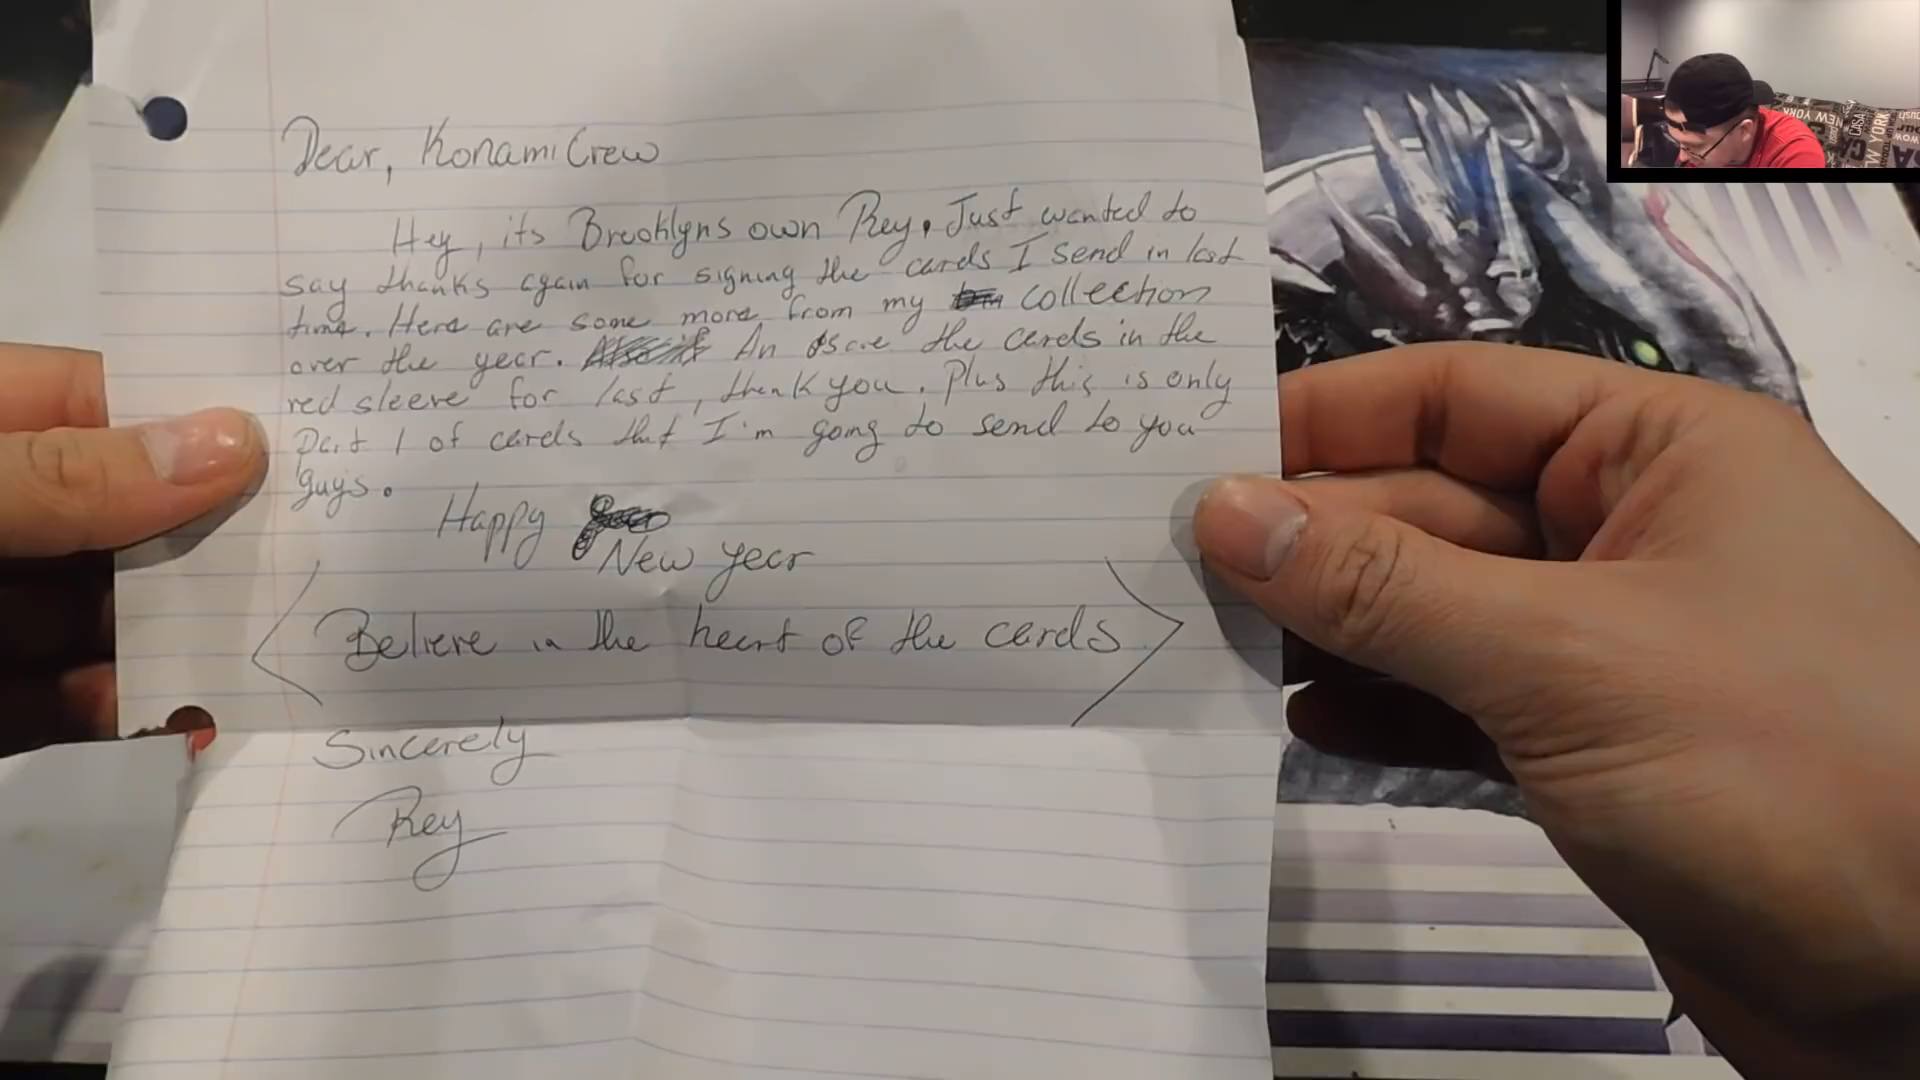 Dear, Konami Crew
Hey, its Brooklyns own Rey. Just wanted to
say thanks again for signing the cards I send in last
time. Here are some more from my collection
over the year. An save the cards in the
red sleeve for last, thank you. Plus this is only
Part 1 of cards that I'm going to send to you
guys.
Happy
New year
Believe in the heart of the cards
Sincerely
Rey
NEW YORK
CASA